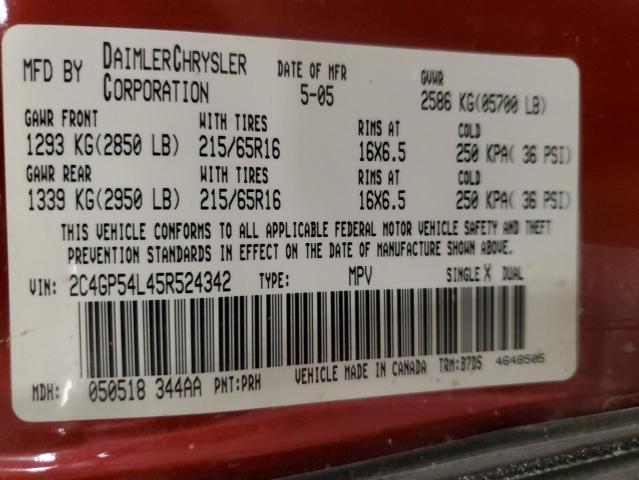 MFD BY DAIMLERCHRYSLER CORPORATION DATE OF MFR 5-05 GVWR 2586 KG(05700 LB)
GAWR FRONT WITH TIRES RIMS AT COLD
1293 KG(2850 LB) 215/65R16 16X6.5 250 KPA( 36 PSI)
GAWR REAR WITH TIRES RIMS AT COLD
1339 KG(2950 LB) 215/65R16 16X6.5 250 KPA( 36 PSI)
THIS VEHICLE CONFORMS TO ALL APPLICABLE FEDERAL MOTOR VEHICLE SAFETY AND THEFT
PREVENTION STANDARDS IN EFFECT ON THE DATE OF MANUFACTURE SHOWN ABOVE.
VIN: 2C4GP54L45R524342 TYPE: MPV SINGLE X DUAL
MDH: 050518 344AA PNT:PRH VEHICLE MADE IN CANADA TRM:B7D5 4648505